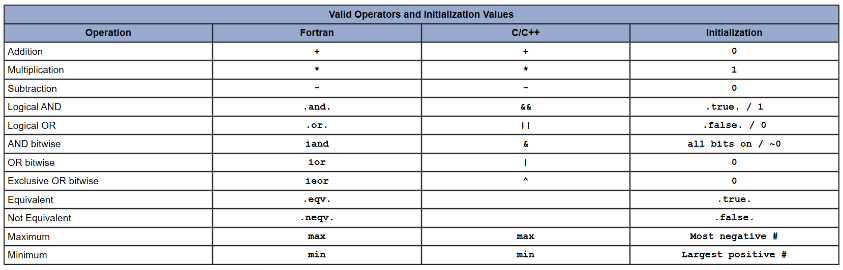 Valid Operators and Initialization Values
Operation Fortran C/C++ Initialization
Addition + + 0
Multiplication * * 1
Subtraction - - 0
Logical AND .and. && .true. / 1
Logical OR .or. || .false. / 0
AND bitwise iand & all bits on / ~0
OR bitwise ior | 0
Exclusive OR bitwise ieor ^ 0
Equivalent .eqv. .true.
Not Equivalent .neqv. .false.
Maximum max max Most negative #
Minimum min min Largest positive #